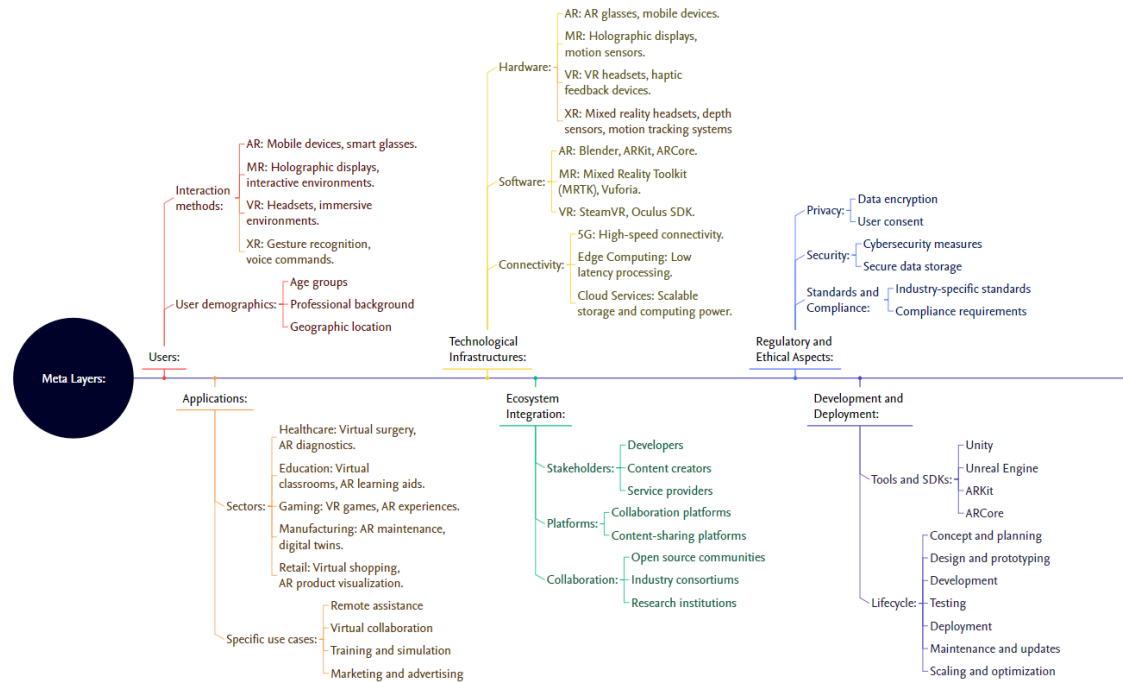 Meta Layers:
Users:
Interaction
methods:
AR: Mobile devices, smart glasses.
MR: Holographic displays,
interactive environments.
VR: Headsets, immersive
environments.
XR: Gesture recognition,
voice commands.
User demographics:
Age groups
Professional background
Geographic location
Technological
Infrastructures:
Hardware:
AR: AR glasses, mobile devices.
MR: Holographic displays,
motion sensors.
VR: VR headsets, haptic
feedback devices.
XR: Mixed reality headsets, depth
sensors, motion tracking systems
Software:
AR: Blender, ARKit, ARCore.
MR: Mixed Reality Toolkit
(MRTK), Vuforia.
VR: SteamVR, Oculus SDK.
Connectivity:
5G: High-speed connectivity.
Edge Computing: Low
latency processing.
Cloud Services: Scalable
storage and computing power.
Regulatory and
Ethical Aspects:
Privacy:
Data encryption
User consent
Security:
Cybersecurity measures
Secure data storage
Standards and
Compliance:
Industry-specific standards
Compliance requirements
Applications:
Sectors:
Healthcare: Virtual surgery,
AR diagnostics.
Education: Virtual
classrooms, AR learning aids.
Gaming: VR games, AR experiences.
Manufacturing: AR maintenance,
digital twins.
Retail: Virtual shopping,
AR product visualization.
Specific use cases:
Remote assistance
Virtual collaboration
Training and simulation
Marketing and advertising
Ecosystem
Integration:
Stakeholders:
Developers
Content creators
Service providers
Platforms:
Collaboration platforms
Content-sharing platforms
Collaboration:
Open source communities
Industry consortiums
Research institutions
Development and
Deployment:
Tools and SDKs:
Unity
Unreal Engine
ARKit
ARCore
Lifecycle:
Concept and planning
Design and prototyping
Development
Testing
Deployment
Maintenance and updates
Scaling and optimization